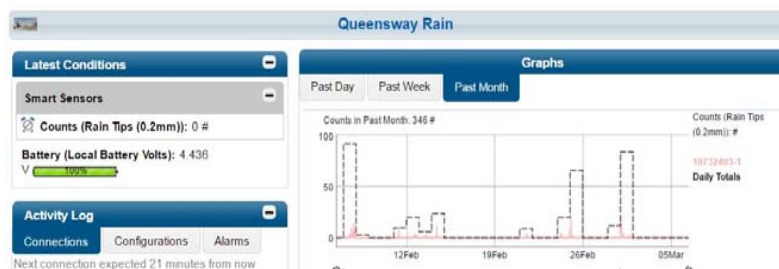 Queensway Rain
Latest Conditions
Smart Sensors
Counts (Rain Tips (0.2mm)): 0 #
Battery (Local Battery Volts): 4.436
V 100%
Activity Log
Connections Configurations Alarms
Next connection expected 21 minutes from now
Graphs
Past Day Past Week Past Month
Counts in Past Month: 346 #
100
50
0
12Feb 19Feb 26Feb 05Mar
Counts (Rain Tips
(0.2mm)): #
10732403-1
Daily Totals